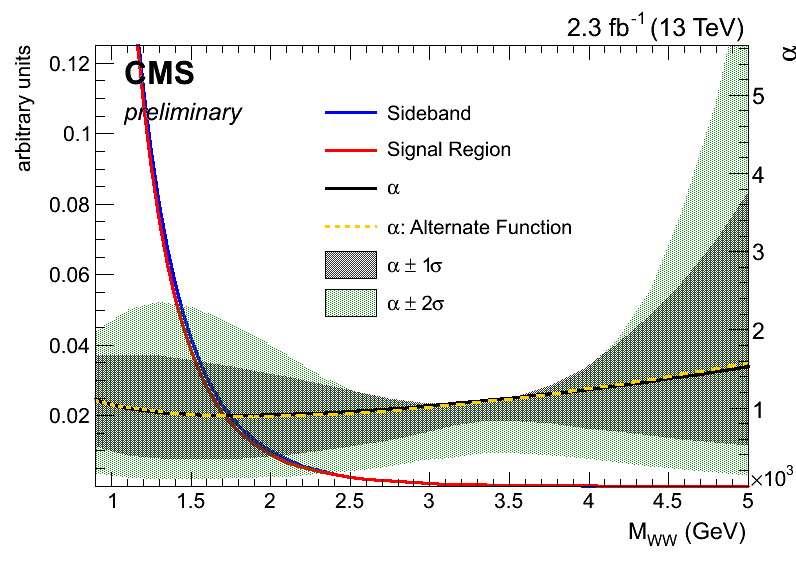 2.3 fb⁻¹ (13 TeV)
arbitrary units
α
CMS
preliminary
Sideband
Signal Region
α
α: Alternate Function
α ± 1σ
α ± 2σ
0.12
0.1
0.08
0.06
0.04
0.02
5
4
3
2
1
×10³
1 1.5 2 2.5 3 3.5 4 4.5 5
M_WW (GeV)